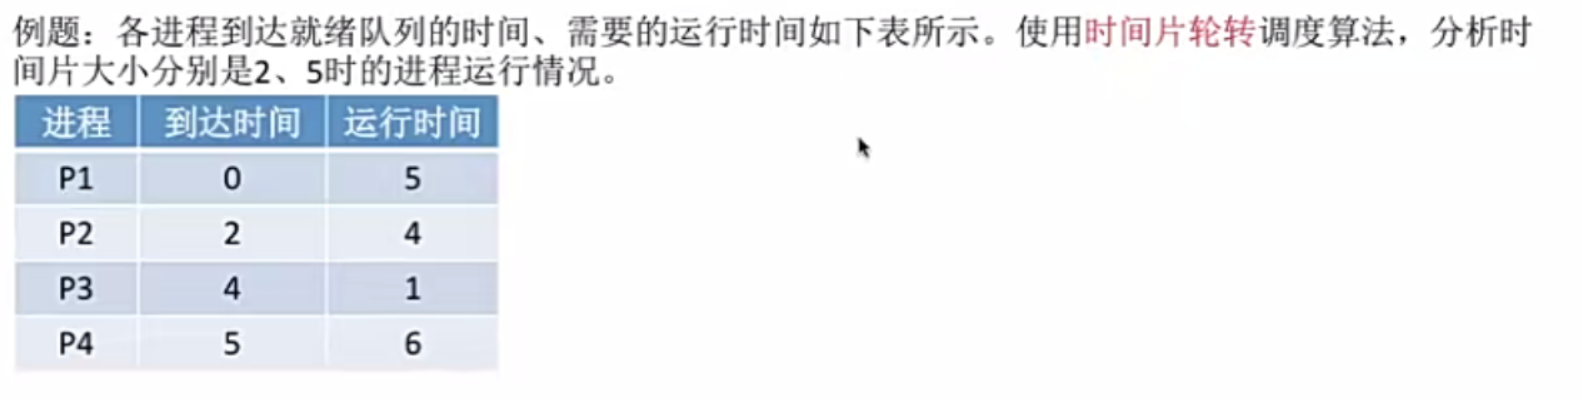 例题：各进程到达就绪队列的时间、需要的运行时间如下表所示。使用时间片轮转调度算法，分析时
间片大小分别是2、5时的进程运行情况。
进程 到达时间 运行时间
P1 0 5
P2 2 4
P3 4 1
P4 5 6